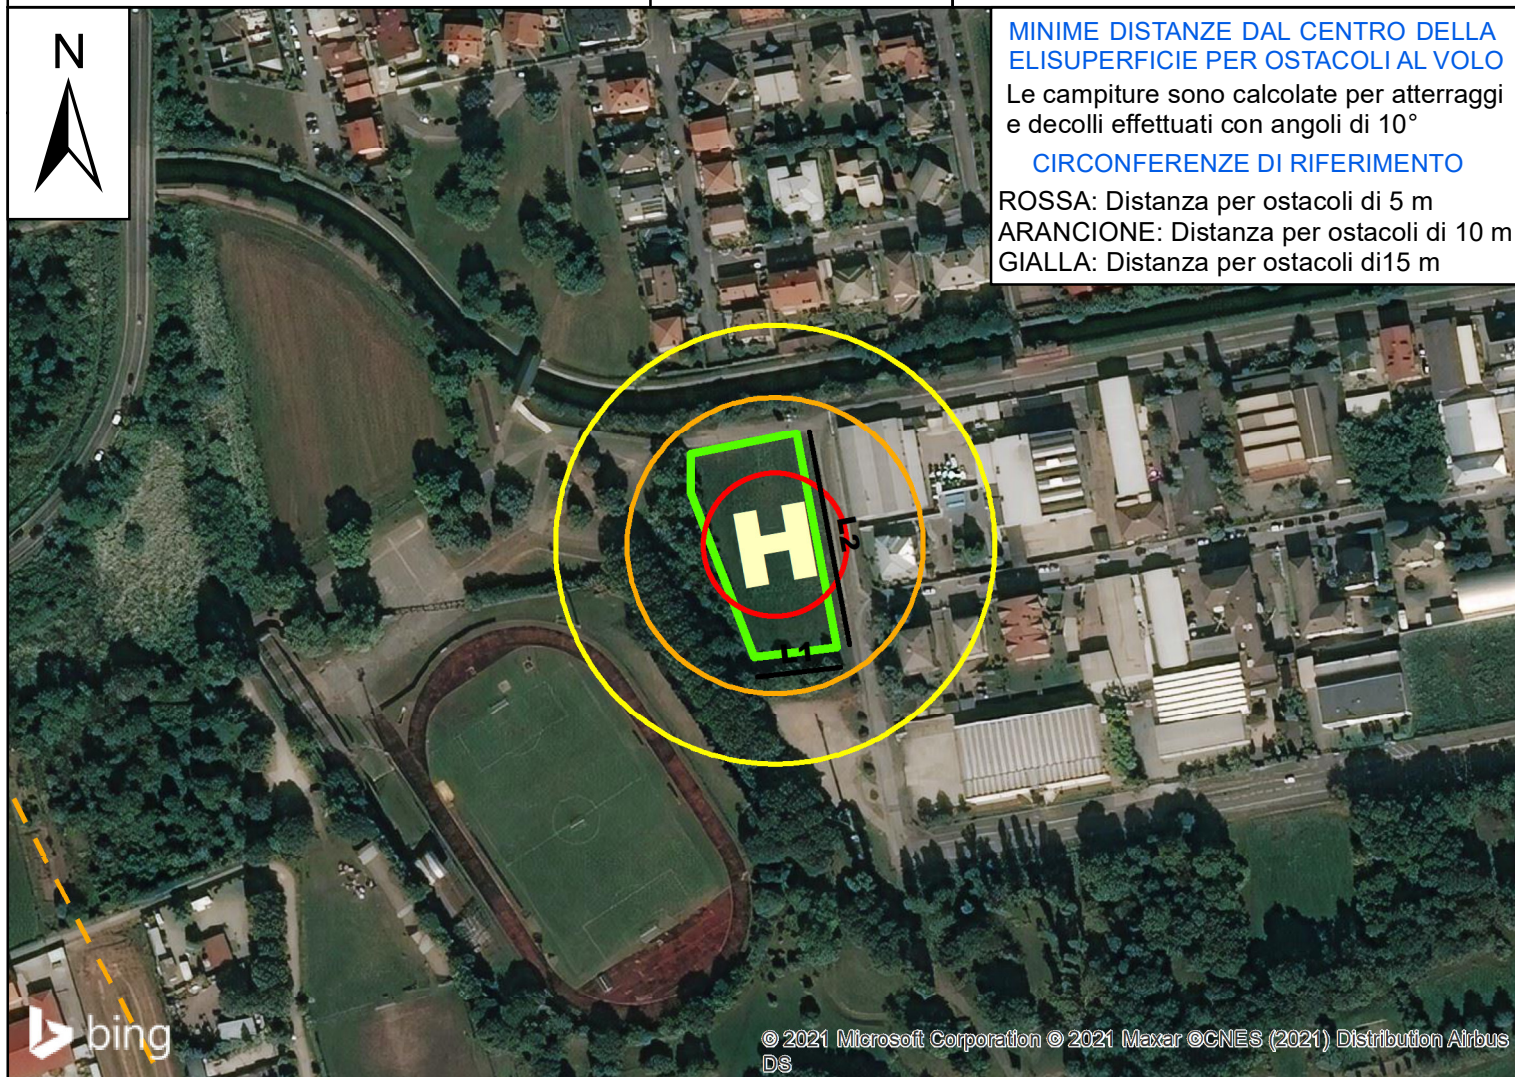 N
MINIME DISTANZE DAL CENTRO DELLA
ELISUPERFICIE PER OSTACOLI AL VOLO
Le campiture sono calcolate per atterraggi
e decolli effettuati con angoli di 10°
CIRCONFERENZE DI RIFERIMENTO
ROSSA: Distanza per ostacoli di 5 m
ARANCIONE: Distanza per ostacoli di 10 m
GIALLA: Distanza per ostacoli di15 m
L2
H
L1
bing
© 2021 Microsoft Corporation © 2021 Maxar ©CNES (2021) Distribution Airbus
DS